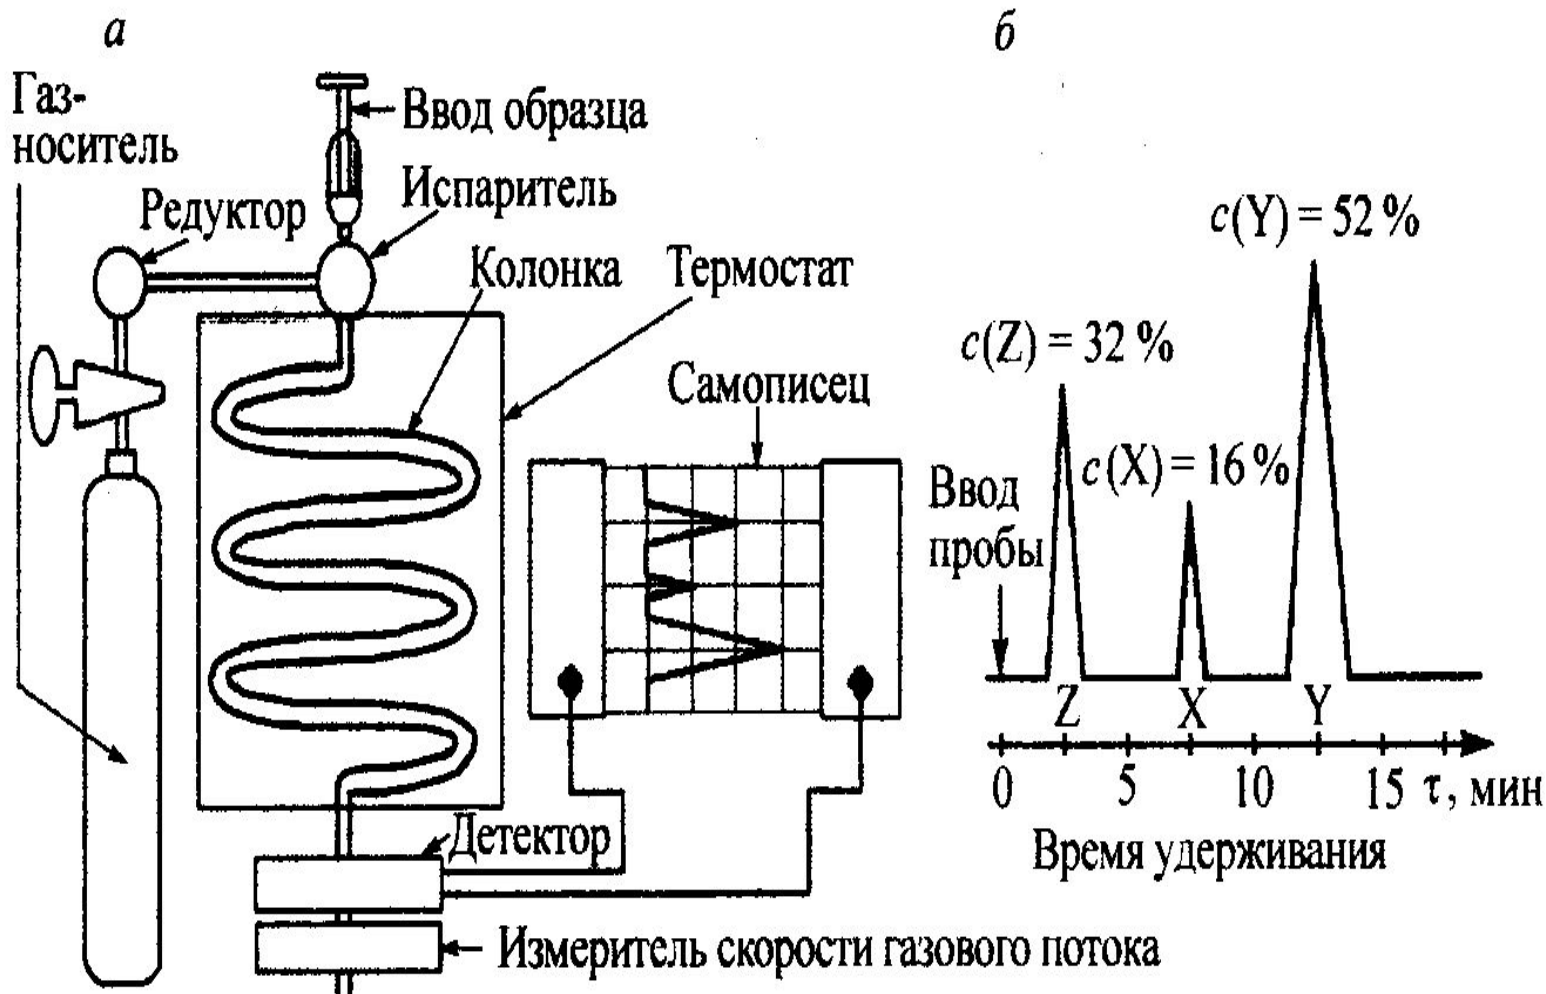 а
Газ-
носитель
Ввод образца
Редуктор
Испаритель
Колонка
Термостат
Самописец
Детектор
Измеритель скорости газового потока
б
c(Y) = 52 %
c(Z) = 32 %
c(X) = 16 %
Ввод
пробы
Z X Y
0 5 10 15 τ, мин
Время удерживания